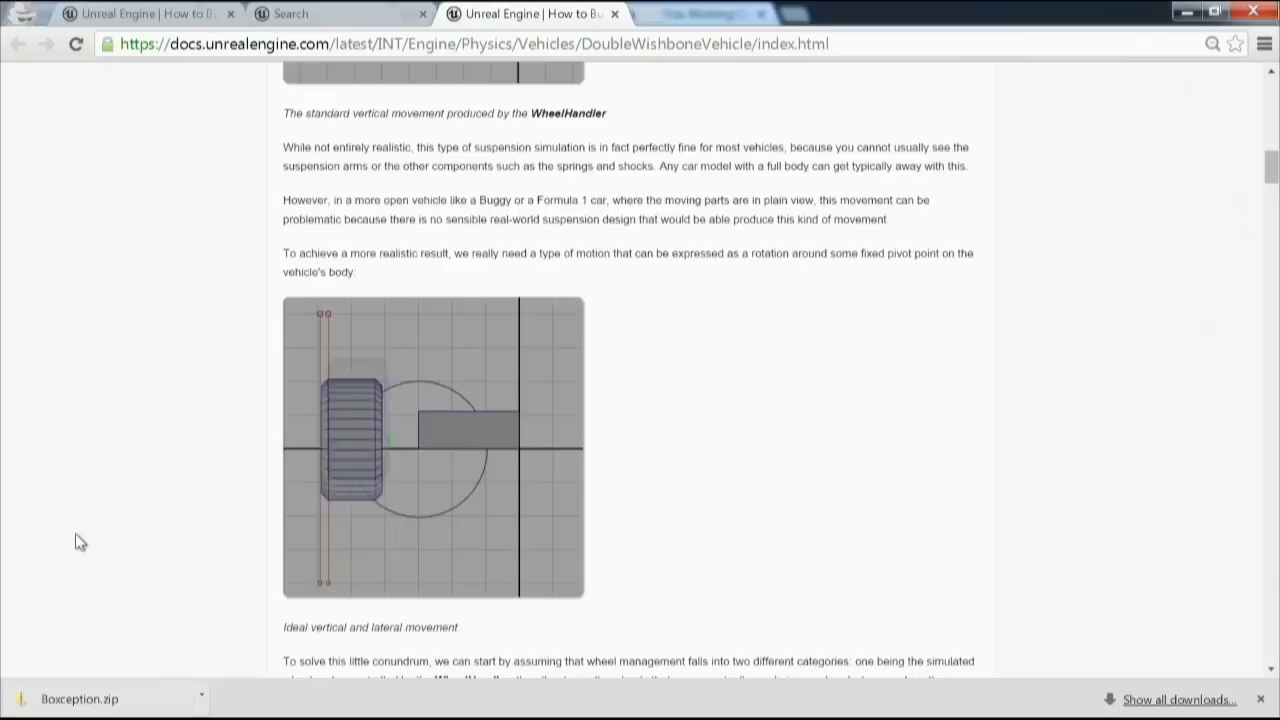 Unreal Engine | How to Bu
Search
Unreal Engine | How to Bu
https://docs.unrealengine.com/latest/INT/Engine/Physics/Vehicles/DoubleWishboneVehicle/index.html
The standard vertical movement produced by the WheelHandler
While not entirely realistic, this type of suspension simulation is in fact perfectly fine for most vehicles, because you cannot usually see the
suspension arms or the other components such as the springs and shocks. Any car model with a full body can get typically away with this.
However, in a more open vehicle like a Buggy or a Formula 1 car, where the moving parts are in plain view, this movement can be
problematic because there is no sensible real-world suspension design that would be able produce this kind of movement.
To achieve a more realistic result, we really need a type of motion that can be expressed as a rotation around some fixed pivot point on the
vehicle's body:
Ideal vertical and lateral movement
To solve this little conundrum, we can start by assuming that wheel management falls into two different categories: one being the simulated
Boxception.zip
Show all downloads...